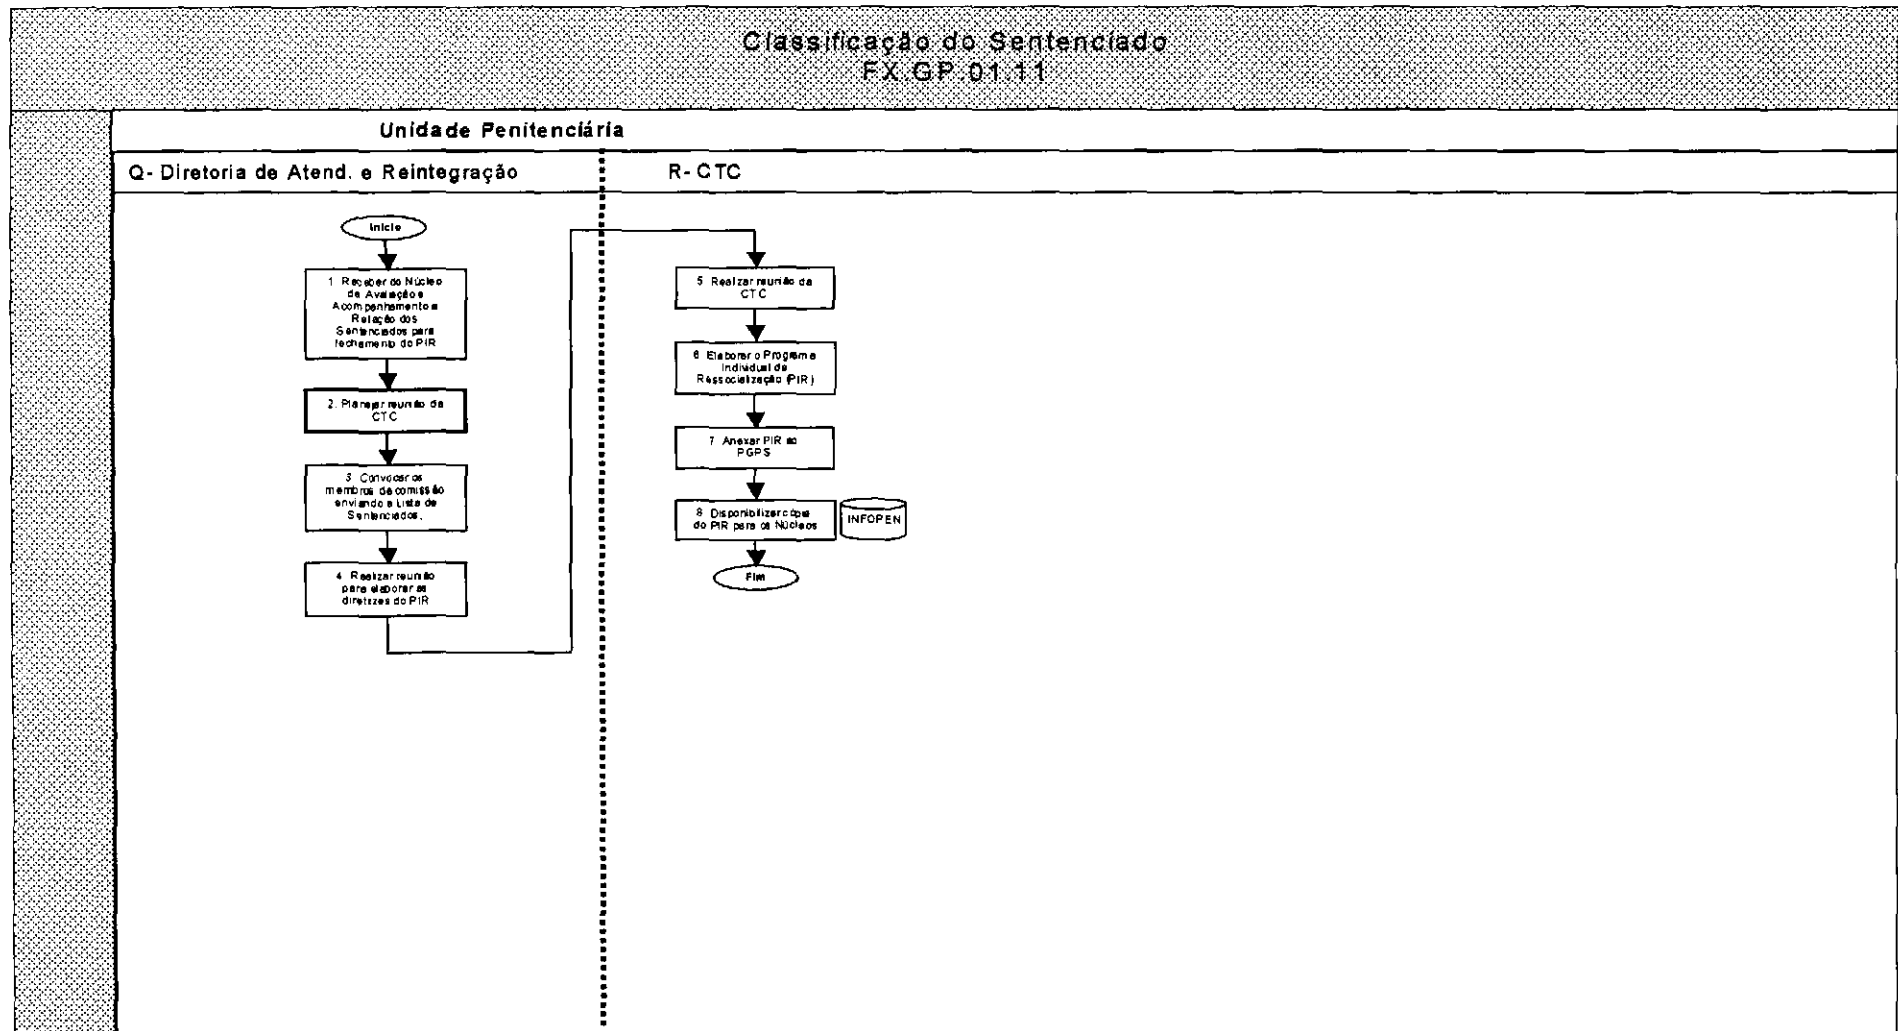 Classificação do Sentenciado
FX.GP.01.11
Unidade Penitenciária
Q- Diretoria de Atend. e Reintegração
R- CTC
Início
1. Receber do Núcleo
de Avaliação e
Acompanhamento a
Relação dos
Sentenciados para
fechamento do PIR
2. Planejar reunião da
CTC
3. Convocar os
membros da comissão
enviando a Lista de
Sentenciados.
4. Realizar reunião
para elaborar as
diretrizes do PIR
5. Realizar reunião da
CTC
6. Elaborar o Programa
Individual de
Ressocialização (PIR)
7. Anexar PIR ao
PGPS
8. Disponibilizar cópia
do PIR para os Núcleos
INFOPEN
Fim